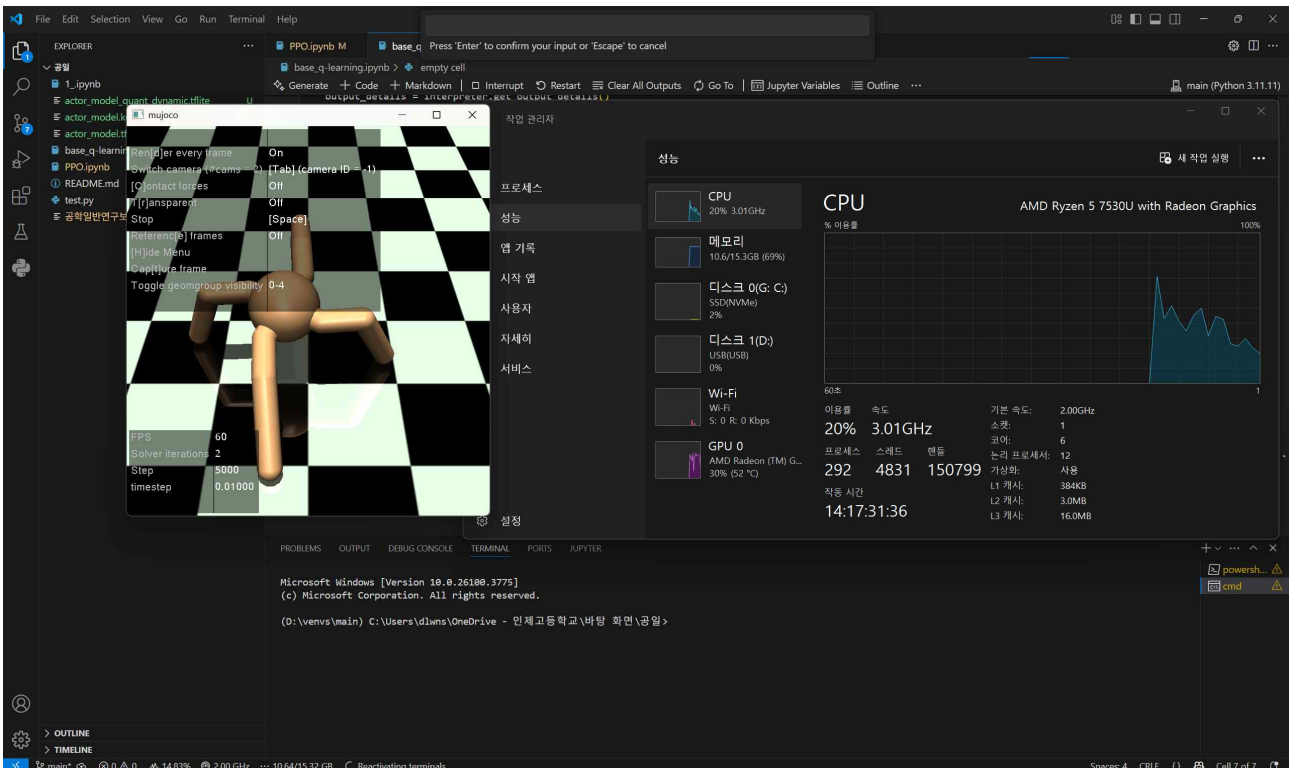 File Edit Selection View Go Run Terminal Help
EXPLORER ...
PPO.ipynb M
base_q
Press 'Enter' to confirm your input or 'Escape' to cancel
공일
1_.ipynb
actor_model_quant_dynamic.tflite U
actor_model.k
actor_model.tf
base_q-learnin
PPO.ipynb
README.md
test.py
공학일반연구보
base_q-learning.ipynb > empty cell
Generate + Code + Markdown | Interrupt Restart Clear All Outputs Go To | Jupyter Variables Outline ...
main (Python 3.11.11)
output_details = interpreter.get_output_details()
mujoco
Ren[d]er every frame On
Switch camera (#cams = 2) [Tab] (camera ID = -1)
[C]ontact forces Off
T[r]ansparent Off
Stop [Space]
Referenc[e] frames Off
[H]ide Menu
Cap[t]ure frame
Toggle geomgroup visibility 0-4
FPS 60
Solver iterations 2
Step 5000
timestep 0.01000
작업 관리자
프로세스
성능
앱 기록
시작 앱
사용자
자세히
서비스
설정
성능
새 작업 실행 ...
CPU
20% 3.01GHz
메모리
10.6/15.3GB (69%)
디스크 0(G: C:)
SSD(NVMe)
2%
디스크 1(D:)
USB(USB)
0%
Wi-Fi
Wi-Fi
S: 0 R: 0 Kbps
GPU 0
AMD Radeon (TM) G...
30% (52 °C)
CPU AMD Ryzen 5 7530U with Radeon Graphics
% 이용률 100%
60초 1
이용률 속도
20% 3.01GHz
프로세스 스레드 핸들
292 4831 150799
작동 시간
14:17:31:36
기본 속도: 2.00GHz
소켓: 1
코어: 6
논리 프로세서: 12
가상화: 사용
L1 캐시: 384KB
L2 캐시: 3.0MB
L3 캐시: 16.0MB
PROBLEMS OUTPUT DEBUG CONSOLE TERMINAL PORTS JUPYTER
Microsoft Windows [Version 10.0.26100.3775]
(c) Microsoft Corporation. All rights reserved.
(D:\venvs\main) C:\Users\dlwns\OneDrive - 인제고등학교\바탕 화면\공일>
powersh...
cmd
OUTLINE
TIMELINE
main* 0 0 14.83% 2.00 GHz 10.64/15.32 GB Reactivating terminals...
Spaces: 4 CRLF {} Cell 7 of 7